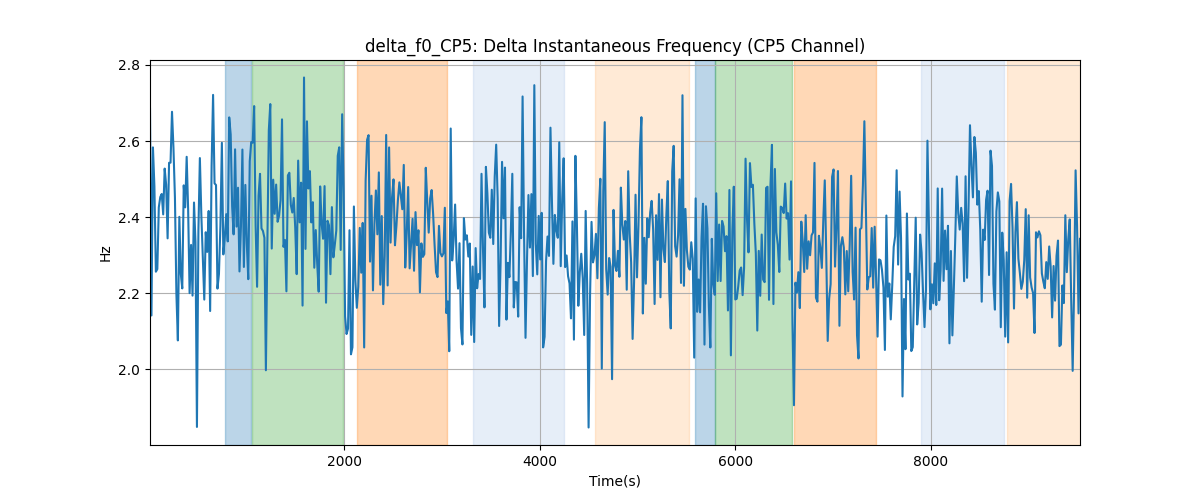 delta_f0_CP5: Delta Instantaneous Frequency (CP5 Channel)
2.8
2.6
2.4
2.2
2.0
Hz
2000 4000 6000 8000
Time(s)